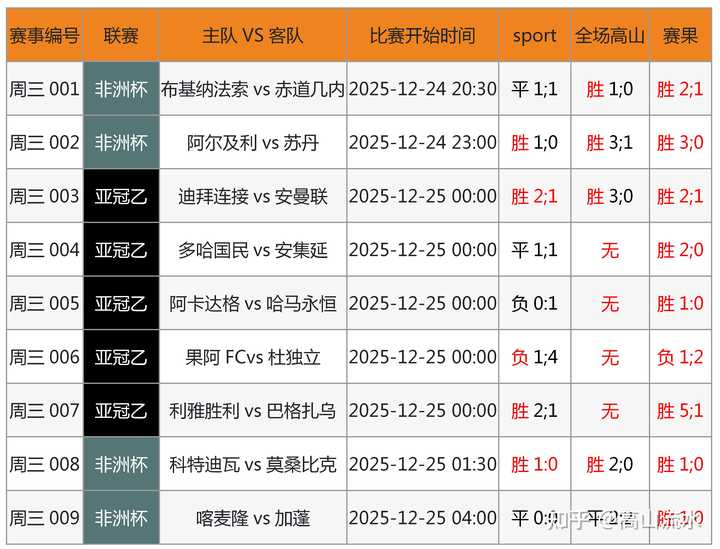 赛事编号 联赛 主队 VS 客队 比赛开始时间 sport 全场高山 赛果
周三 001 非洲杯 布基纳法索 vs 赤道几内 2025-12-24 20:30 平 1;1 胜 1;0 胜 2;1
周三 002 非洲杯 阿尔及利 vs 苏丹 2025-12-24 23:00 胜 1;0 胜 3;1 胜 3;0
周三 003 亚冠乙 迪拜连接 vs 安曼联 2025-12-25 00:00 胜 2;1 胜 3;0 胜 2;1
周三 004 亚冠乙 多哈国民 vs 安集延 2025-12-25 00:00 平 1;1 无 胜 2;0
周三 005 亚冠乙 阿卡达格 vs 哈马永恒 2025-12-25 00:00 负 0:1 无 胜 1:0
周三 006 亚冠乙 果阿 FCvs 杜独立 2025-12-25 00:00 负 1;4 无 负 1;2
周三 007 亚冠乙 利雅胜利 vs 巴格扎乌 2025-12-25 00:00 胜 2;1 无 胜 5;1
周三 008 非洲杯 科特迪瓦 vs 莫桑比克 2025-12-25 01:30 胜 1:0 胜 2;0 胜 1;0
周三 009 非洲杯 喀麦隆 vs 加蓬 2025-12-25 04:00 平 0:0 平 2:2 胜 1:0
知乎 @高山流水